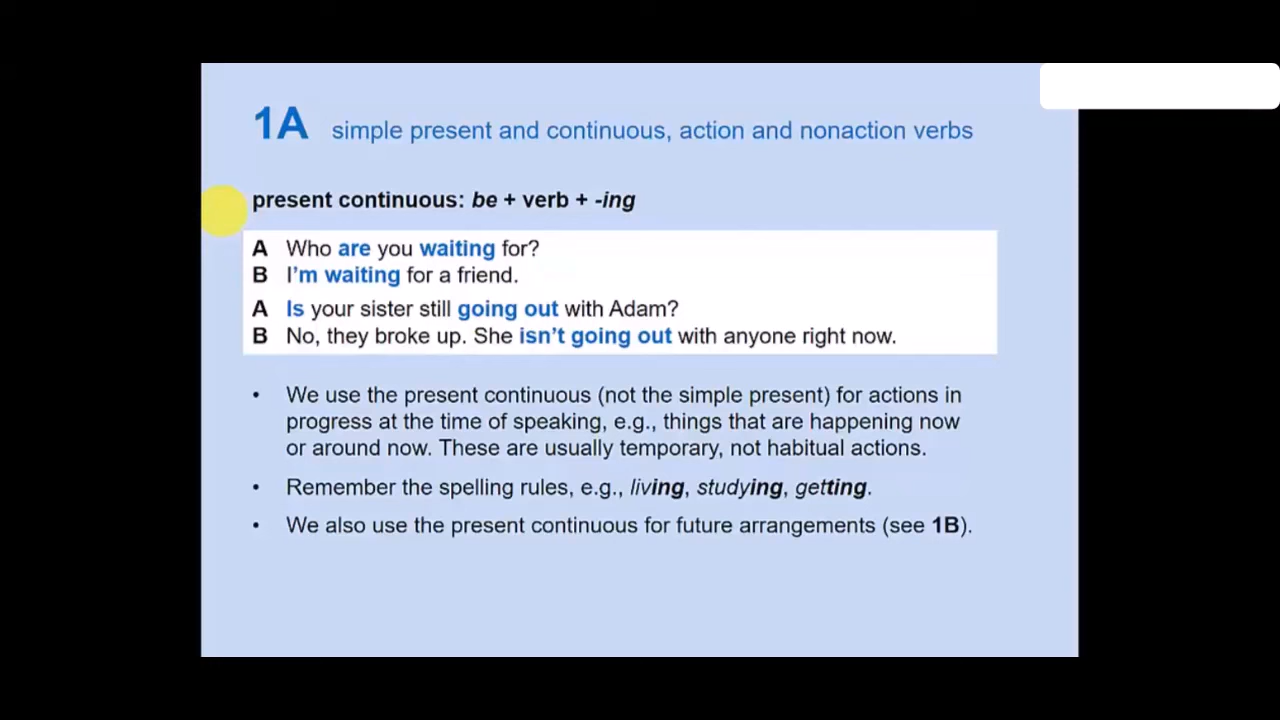 1A simple present and continuous, action and nonaction verbs
present continuous: be + verb + -ing
A Who are you waiting for?
B I’m waiting for a friend.
A Is your sister still going out with Adam?
B No, they broke up. She isn’t going out with anyone right now.
• We use the present continuous (not the simple present) for actions in
progress at the time of speaking, e.g., things that are happening now
or around now. These are usually temporary, not habitual actions.
• Remember the spelling rules, e.g., living, studying, getting.
• We also use the present continuous for future arrangements (see 1B).